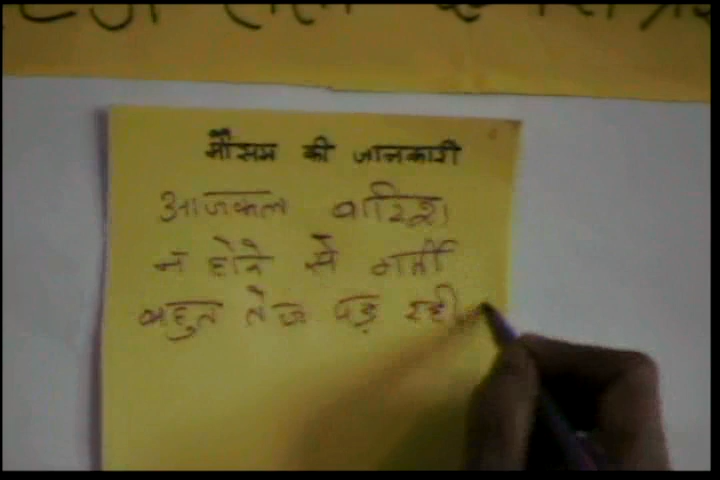 मौसम की जानकारी
आजकल बारिश
न होने से गर्मी
बहुत तेज पड़ रही